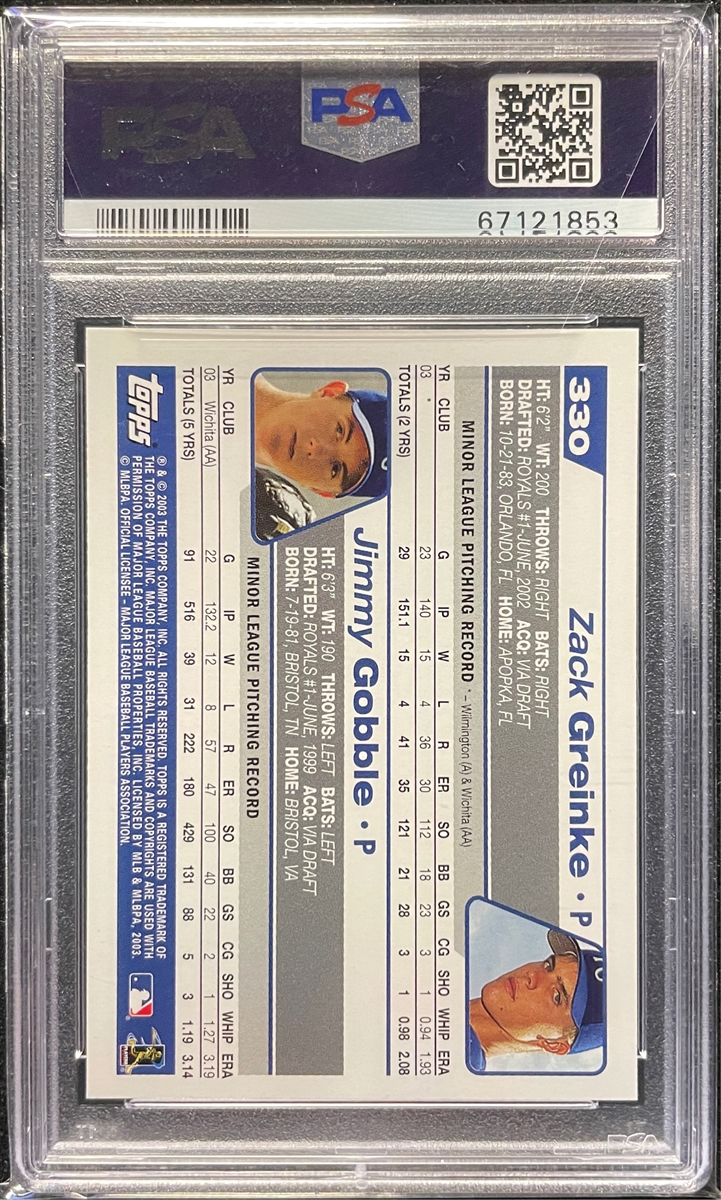 PSA
PSA
67121853
330
Zack Greinke • P
HT: 6'2" WT: 200 THROWS: RIGHT BATS: RIGHT
DRAFTED: ROYALS #1-JUNE, 2002 ACQ: VIA DRAFT
BORN: 10-21-83, ORLANDO, FL HOME: APOPKA, FL
MINOR LEAGUE PITCHING RECORD * – Wilmington (A) & Wichita (AA)
YR CLUB G IP W L R ER SO BB GS CG SHO WHIP ERA
03 * 23 140 15 4 36 30 112 18 23 3 1 0.94 1.93
TOTALS (2 YRS) 29 151.1 15 4 41 35 121 21 28 3 1 0.98 2.08
Jimmy Gobble • P
HT: 6'3" WT: 190 THROWS: LEFT BATS: LEFT
DRAFTED: ROYALS #1-JUNE, 1999 ACQ: VIA DRAFT
BORN: 7-19-81, BRISTOL, TN HOME: BRISTOL, VA
MINOR LEAGUE PITCHING RECORD
YR CLUB G IP W L R ER SO BB GS CG SHO WHIP ERA
03 Wichita (AA) 22 132.2 12 8 57 47 100 40 22 2 1 1.27 3.19
TOTALS (5 YRS) 91 516 39 31 222 180 429 131 88 5 3 1.19 3.14
topps
® & © 2003 THE TOPPS COMPANY, INC. ALL RIGHTS RESERVED. TOPPS IS A REGISTERED TRADEMARK OF
THE TOPPS COMPANY, INC. MAJOR LEAGUE BASEBALL TRADEMARKS AND COPYRIGHTS ARE USED WITH
PERMISSION OF MAJOR LEAGUE BASEBALL PROPERTIES, INC. LICENSED BY MLB & MLBPA, 2003.
© MLBPA, OFFICIAL LICENSEE – MAJOR LEAGUE BASEBALL PLAYERS ASSOCIATION.
PSA